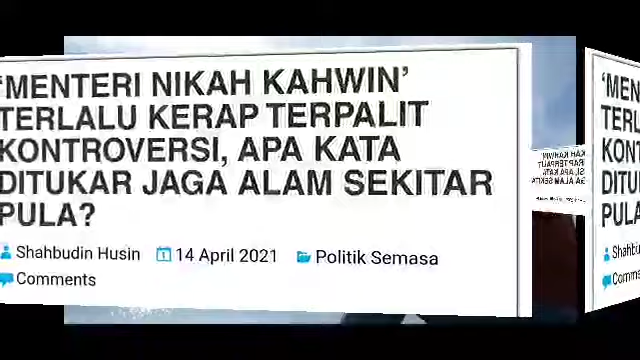 ‘MENTERI NIKAH KAHWIN’
TERLALU KERAP TERPALIT
KONTROVERSI, APA KATA
DITUKAR JAGA ALAM SEKITAR
PULA?
Shahbudin Husin 14 April 2021 Politik Semasa
Comments